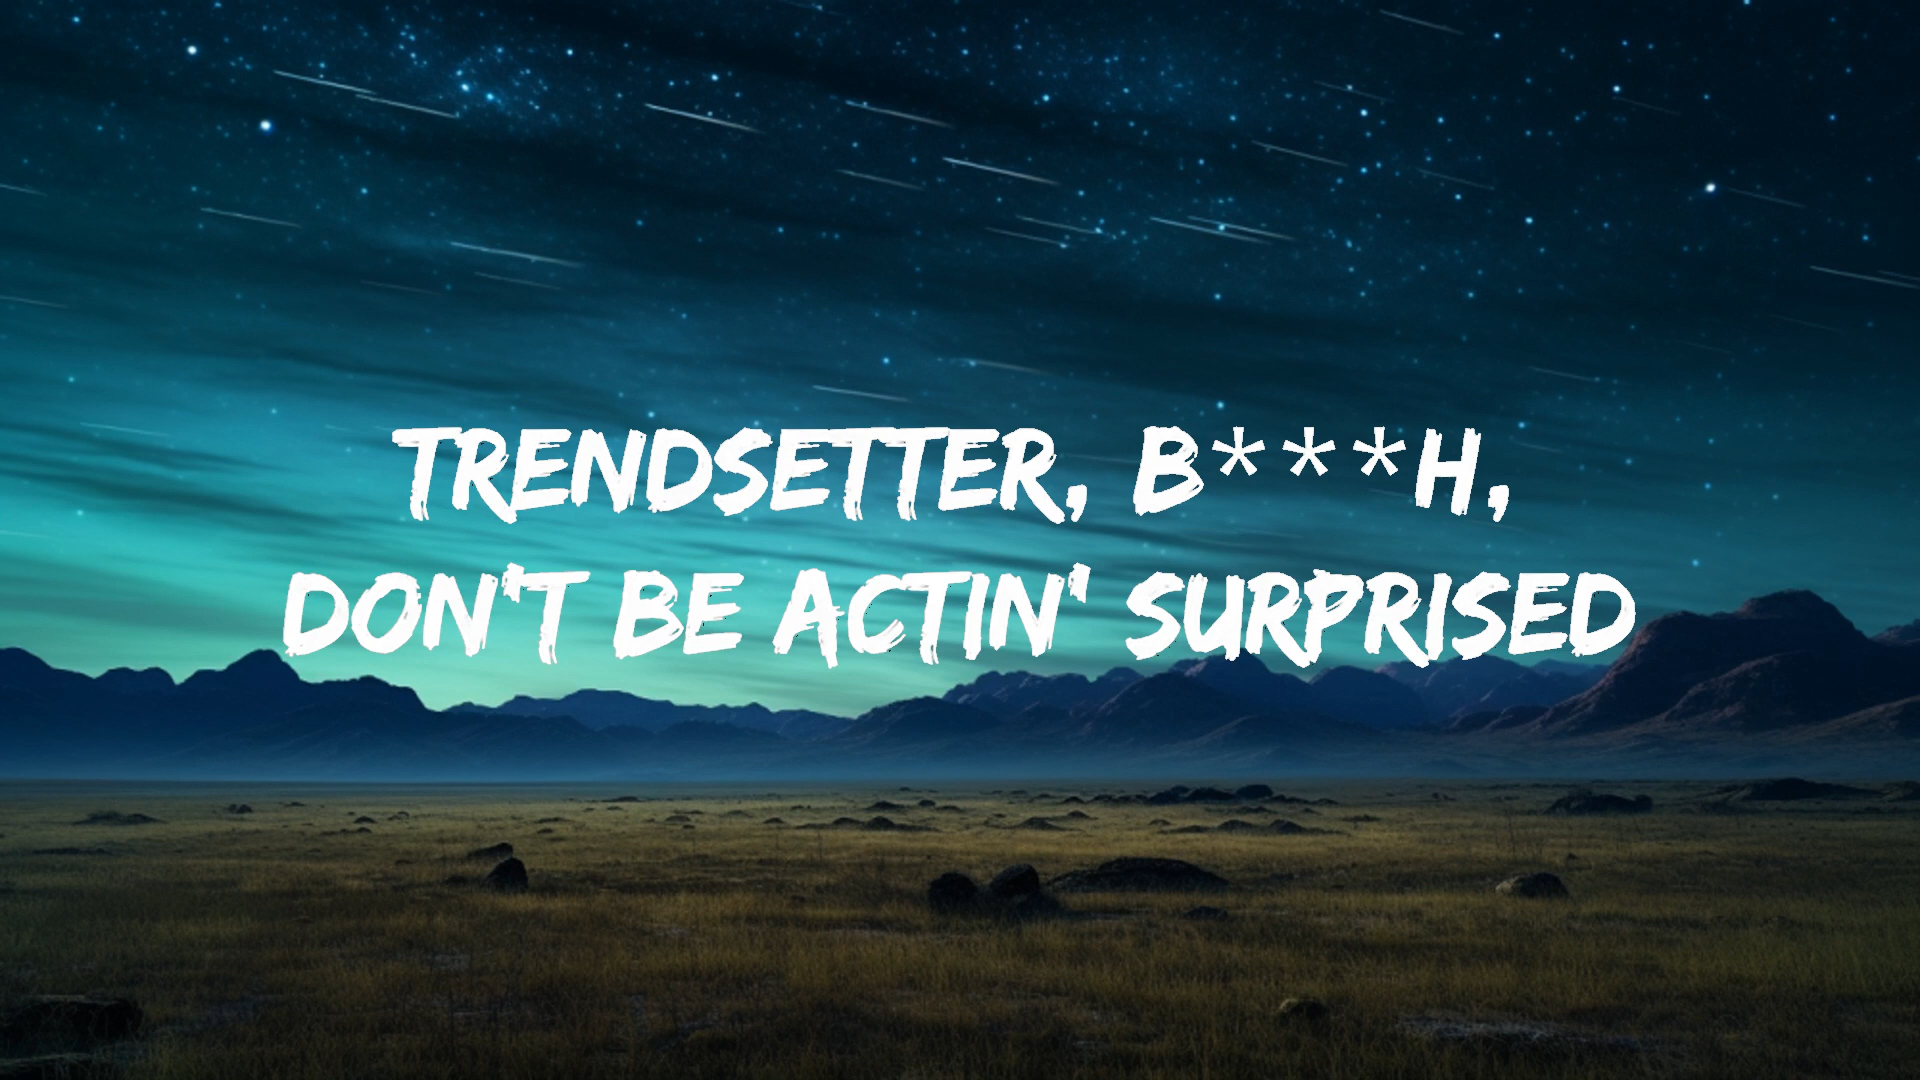 TRENDSETTER, B***H,
DON'T BE ACTIN' SURPRISED